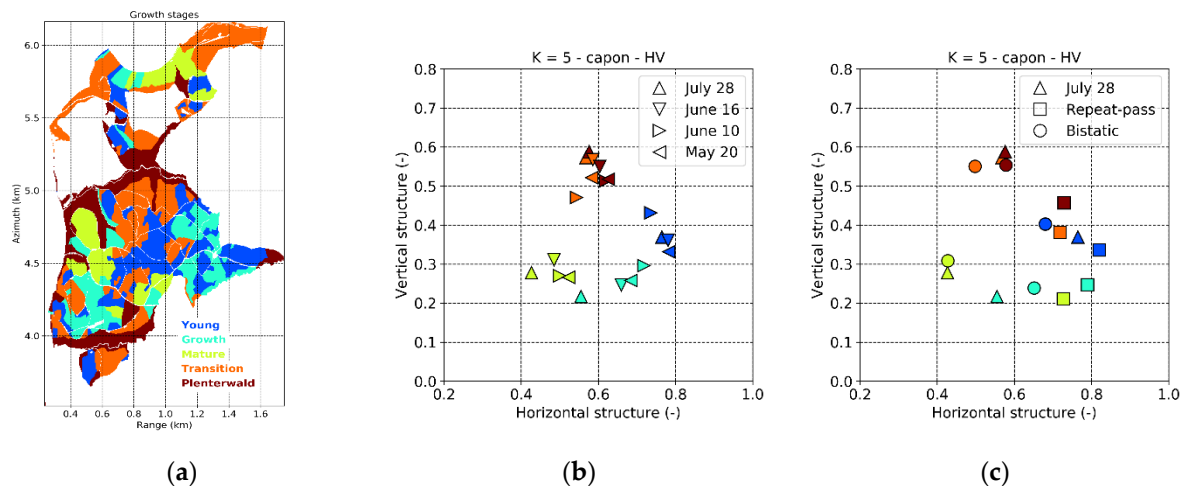 Growth stages
6.0
5.5
5.0
4.5
4.0
Azimuth (km)
Young
Growth
Mature
Transition
Plenterwald
0.4 0.6 0.8 1.0 1.2 1.4 1.6
Range (km)
(a)
K = 5 - capon - HV
0.8
0.7
0.6
0.5
0.4
0.3
0.2
0.1
0.0
Vertical structure (-)
July 28
June 16
June 10
May 20
0.2 0.4 0.6 0.8 1.0
Horizontal structure (-)
(b)
K = 5 - capon - HV
0.8
0.7
0.6
0.5
0.4
0.3
0.2
0.1
0.0
Vertical structure (-)
July 28
Repeat-pass
Bistatic
0.2 0.4 0.6 0.8 1.0
Horizontal structure (-)
(c)